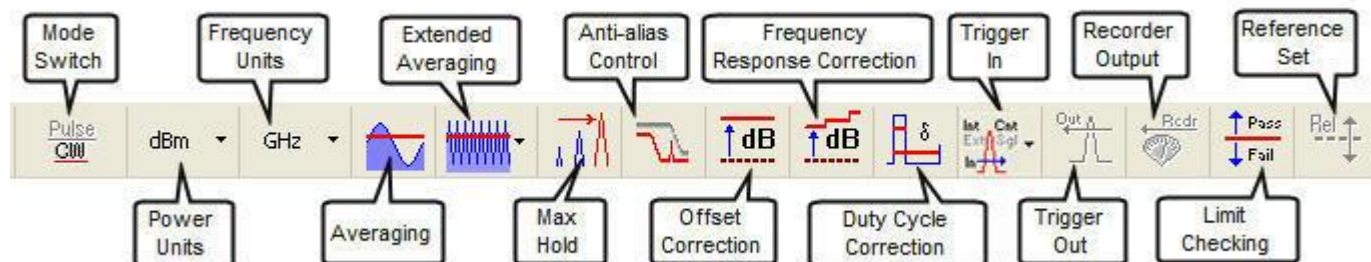 Mode
Switch
Frequency
Units
Extended
Averaging
Anti-alias
Control
Frequency
Response Correction
Trigger
In
Recorder
Output
Reference
Set
Pulse
CW
dBm
GHz
dB
dB
δ
Int Cnt
Ext Sgl
In
Out
Rcdr
Pass
Fail
Rel
Power
Units
Averaging
Max
Hold
Offset
Correction
Duty Cycle
Correction
Trigger
Out
Limit
Checking